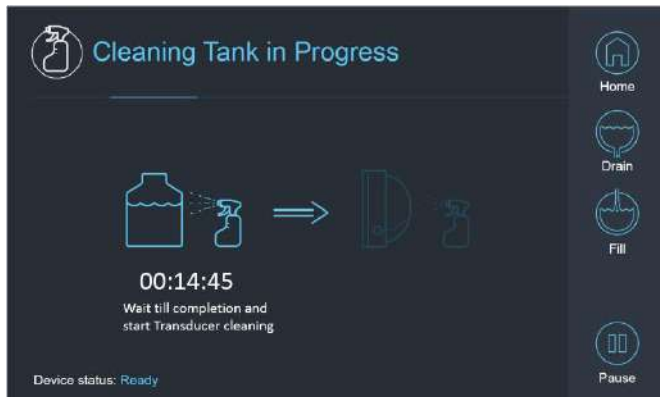 Cleaning Tank in Progress
Home
Drain
Fill
00:14:45
Wait till completion and
start Transducer cleaning
Device status: Ready
Pause